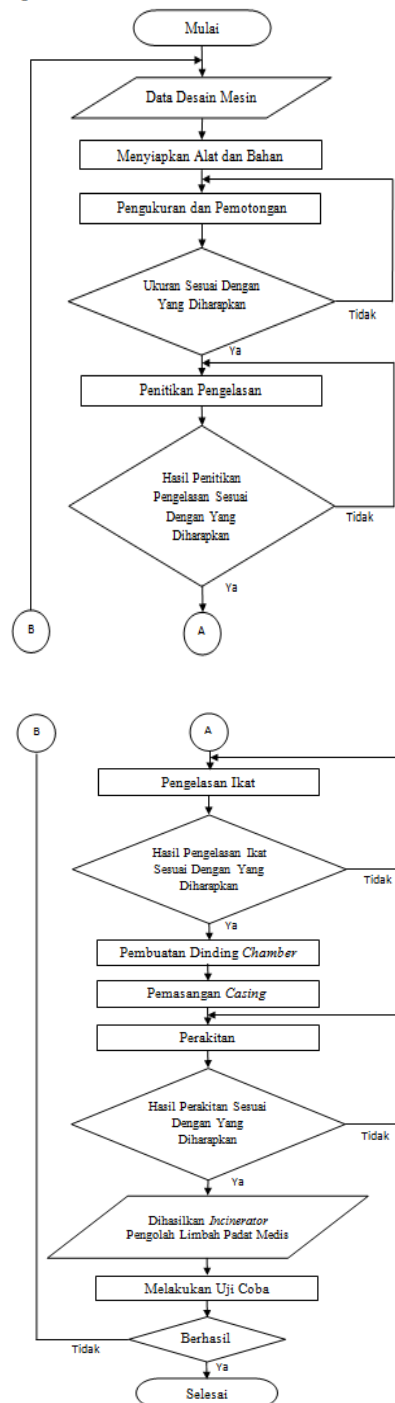 Mulai
Data Desain Mesin
Menyiapkan Alat dan Bahan
Pengukuran dan Pemotongan
Ukuran Sesuai Dengan
Yang Diharapkan
Tidak
Ya
Penitikan Pengelasan
Hasil Penitikan
Pengelasan Sesuai
Dengan Yang
Diharapkan
Tidak
Ya
B
A
B
A
Pengelasan Ikat
Hasil Pengelasan Ikat
Sesuai Dengan Yang
Diharapkan
Tidak
Ya
Pembuatan Dinding Chamber
Pemasangan Casing
Perakitan
Hasil Perakitan Sesuai
Dengan Yang
Diharapkan
Tidak
Ya
Dihasilkan Incinerator
Pengolah Limbah Padat Medis
Melakukan Uji Coba
Berhasil
Tidak
Ya
Selesai